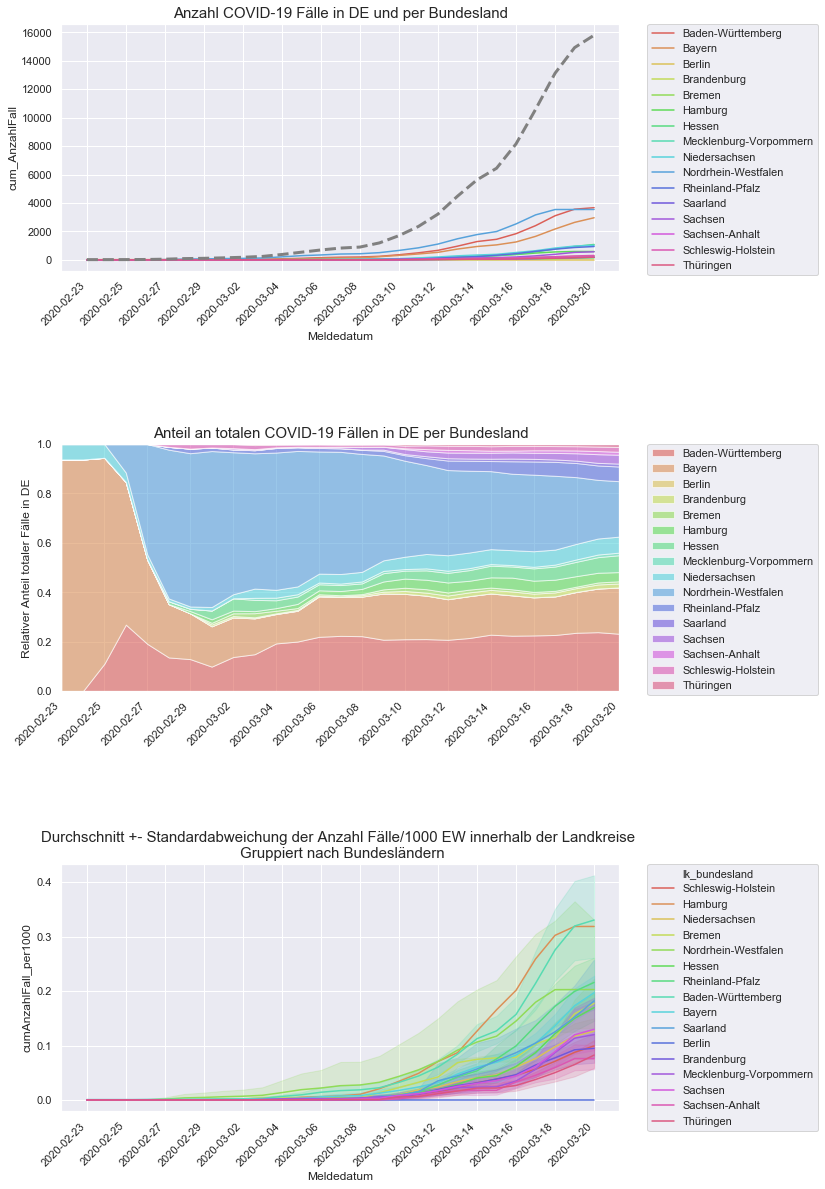 Anzahl COVID-19 Fälle in DE und per Bundesland
16000
14000
12000
10000
8000
6000
4000
2000
0
cum_AnzahlFall
2020-02-23
2020-02-25
2020-02-27
2020-02-29
2020-03-02
2020-03-04
2020-03-06
2020-03-08
2020-03-10
2020-03-12
2020-03-14
2020-03-16
2020-03-18
2020-03-20
Meldedatum
Baden-Württemberg
Bayern
Berlin
Brandenburg
Bremen
Hamburg
Hessen
Mecklenburg-Vorpommern
Niedersachsen
Nordrhein-Westfalen
Rheinland-Pfalz
Saarland
Sachsen
Sachsen-Anhalt
Schleswig-Holstein
Thüringen
Anteil an totalen COVID-19 Fällen in DE per Bundesland
1.0
0.8
0.6
0.4
0.2
0.0
Relativer Anteil totaler Fälle in DE
2020-02-23
2020-02-25
2020-02-27
2020-02-29
2020-03-02
2020-03-04
2020-03-06
2020-03-08
2020-03-10
2020-03-12
2020-03-14
2020-03-16
2020-03-18
2020-03-20
Baden-Württemberg
Bayern
Berlin
Brandenburg
Bremen
Hamburg
Hessen
Mecklenburg-Vorpommern
Niedersachsen
Nordrhein-Westfalen
Rheinland-Pfalz
Saarland
Sachsen
Sachsen-Anhalt
Schleswig-Holstein
Thüringen
Durchschnitt +- Standardabweichung der Anzahl Fälle/1000 EW innerhalb der Landkreise
Gruppiert nach Bundesländern
0.4
0.3
0.2
0.1
0.0
cumAnzahlFall_per1000
2020-02-23
2020-02-25
2020-02-27
2020-02-29
2020-03-02
2020-03-04
2020-03-06
2020-03-08
2020-03-10
2020-03-12
2020-03-14
2020-03-16
2020-03-18
2020-03-20
Meldedatum
lk_bundesland
Schleswig-Holstein
Hamburg
Niedersachsen
Bremen
Nordrhein-Westfalen
Hessen
Rheinland-Pfalz
Baden-Württemberg
Bayern
Saarland
Berlin
Brandenburg
Mecklenburg-Vorpommern
Sachsen
Sachsen-Anhalt
Thüringen